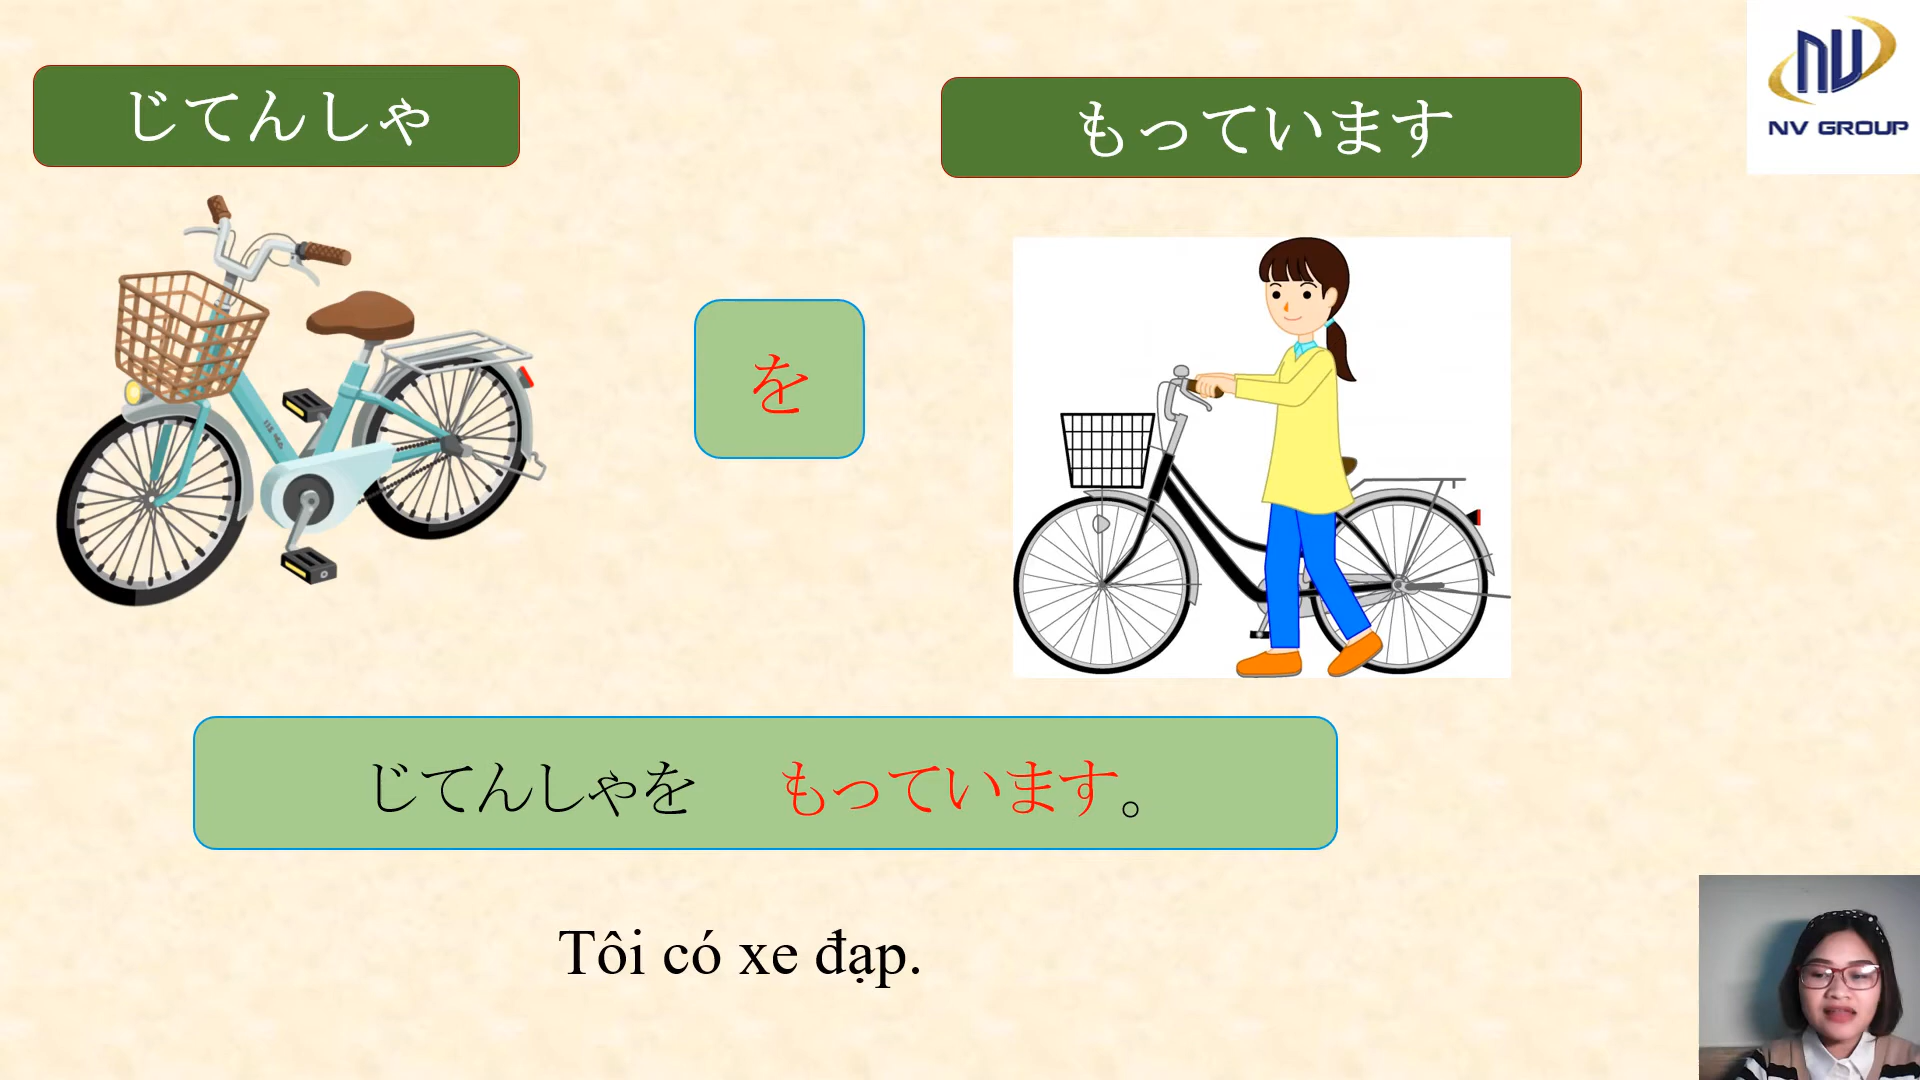 じてんしゃ
もっています
NV GROUP
を
じてんしゃを　もっています。
Tôi có xe đạp.